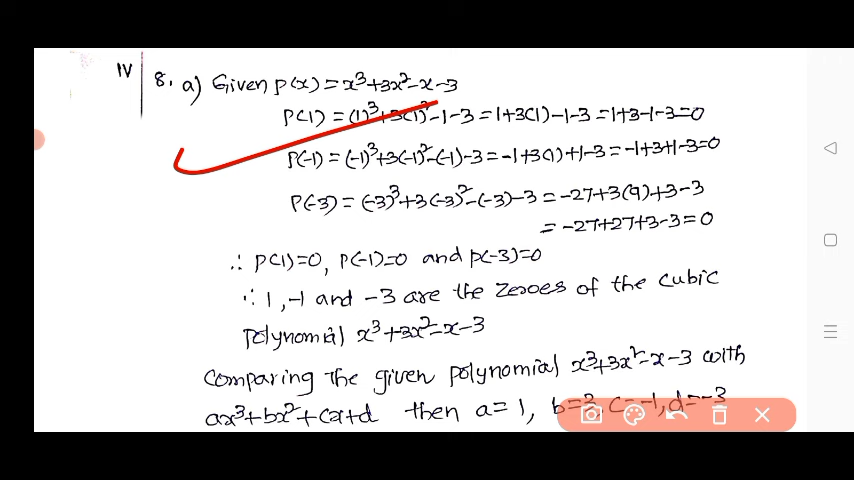 IV 8. a) Given P(x) = x³+3x²-x-3
P(1) = (1)³+3(1)²-1-3 = 1+3(1)-1-3 = 1+3-1-3=0
P(-1) = (-1)³+3(-1)²-(-1)-3 = -1+3(1)+1-3 = -1+3+1-3=0
P(-3) = (-3)³+3(-3)²-(-3)-3 = -27+3(9)+3-3
= -27+27+3-3=0
∴ P(1)=0, P(-1)=0 and p(-3)=0
∵ 1, -1 and -3 are the zeroes of the cubic
polynomial x³+3x²-x-3
Comparing the given polynomial x³+3x²-x-3 with
ax³+bx²+cx+d then a=1, b=3, c=-1, d=-3